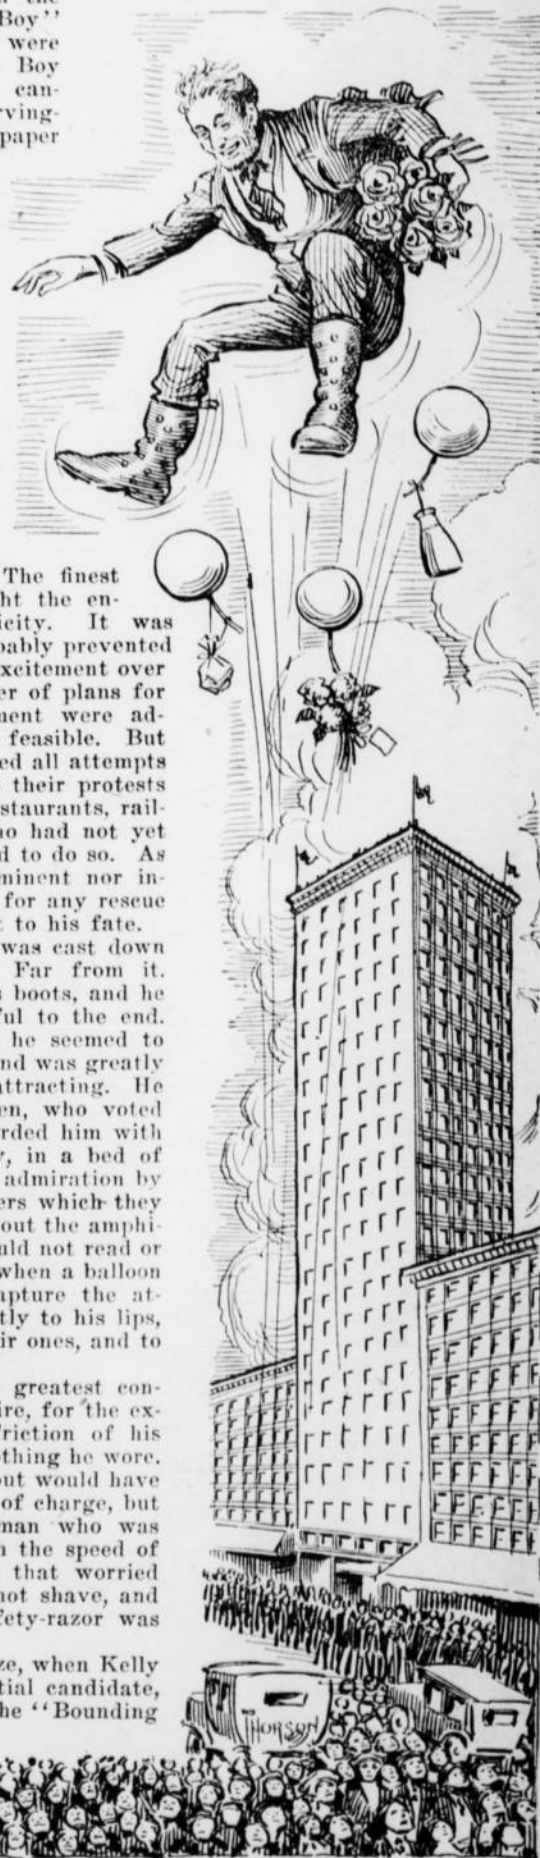 Boy"
were
Boy
can-
rving-
paper
The finest
ht the en-
icity. It was
bably prevented
excitement over
er of plans for
ment were ad-
feasible. But
ed all attempts
their protests
staurants, rail-
ho had not yet
d to do so. As
minent nor in-
for any rescue
t to his fate.
was cast down
Far from it.
s boots, and he
ful to the end.
he seemed to
nd was greatly
attracting. He
en, who voted
rded him with
y, in a bed of
admiration by
ers which they
out the amphi-
uld not read or
when a balloon
apture the at-
tly to his lips,
ir ones, and to
greatest con-
ire, for the ex-
friction of his
othing he wore.
out would have
of charge, but
man who was
n the speed of
that worried
not shave, and
fety-razor was
ze, when Kelly
tial candidate,
he "Bounding
THORSON